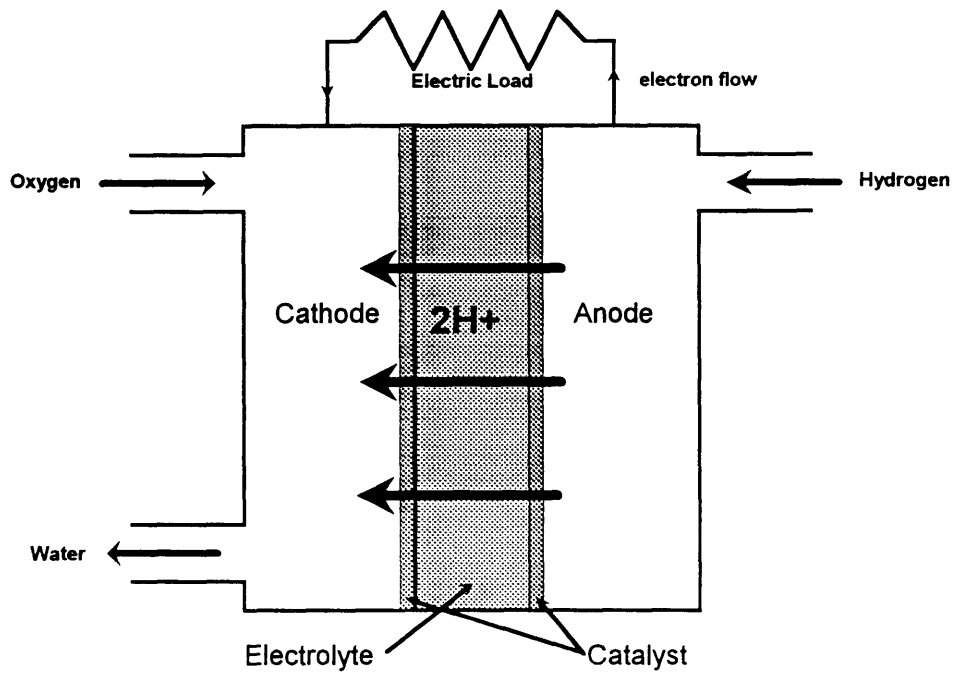 Electric Load
electron flow
Oxygen
Hydrogen
Cathode
2H+
Anode
Water
Electrolyte
Catalyst